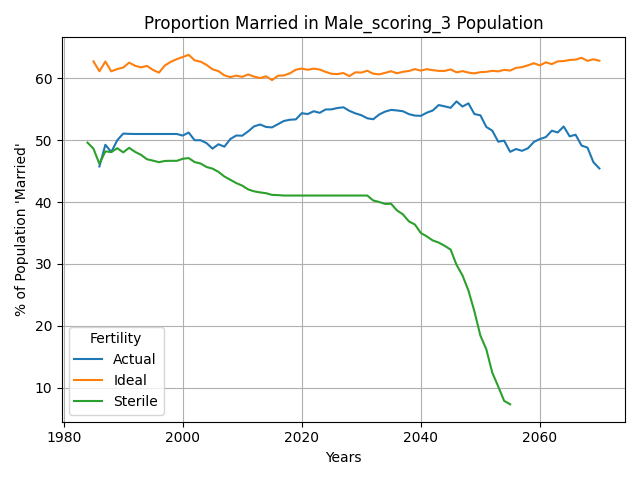 Proportion Married in Male_scoring_3 Population
% of Population 'Married'
60
50
40
30
20
10
Fertility
Actual
Ideal
Sterile
1980 2000 2020 2040 2060
Years